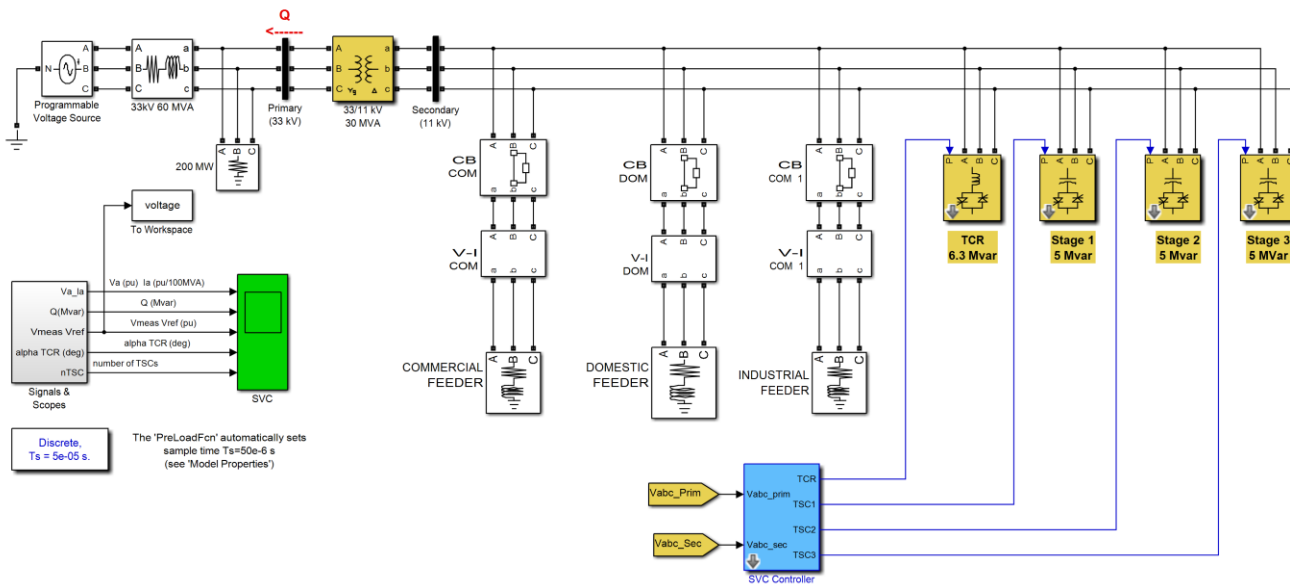 Q
N
A
B
C
Programmable
Voltage Source
A
B
C
a
b
c
33kV 60 MVA
A B C
200 MW
Primary
(33 kV)
A
B
C
a
b
c
Yg
Δ
33/11 kV
30 MVA
Secondary
(11 kV)
voltage
To Workspace
Va_Ia
Q(Mvar)
Vmeas Vref
alpha TCR (deg)
nTSC
Signals &
Scopes
Va (pu) Ia (pu/100MVA)
Q (Mvar)
Vmeas Vref (pu)
alpha TCR (deg)
number of TSCs
SVC
Discrete,
Ts = 5e-05 s.
The 'PreLoadFcn' automatically sets
sample time Ts=50e-6 s
(see 'Model Properties')
A B C
CB
COM
a b c
A B C
V-I
COM
a b c
A B C
COMMERCIAL
FEEDER
A B C
CB
DOM
a b c
A B C
V-I
DOM
a b c
A B C
DOMESTIC
FEEDER
A B C
CB
COM 1
a b c
A B C
V-I
COM 1
a b c
A B C
INDUSTRIAL
FEEDER
P A B C
TCR
6.3 Mvar
P A B C
Stage 1
5 Mvar
P A B C
Stage 2
5 Mvar
P A B C
Stage 3
5 MVar
Vabc_Prim
Vabc_Sec
Vabc_prim
Vabc_sec
TCR
TSC1
TSC2
TSC3
SVC Controller